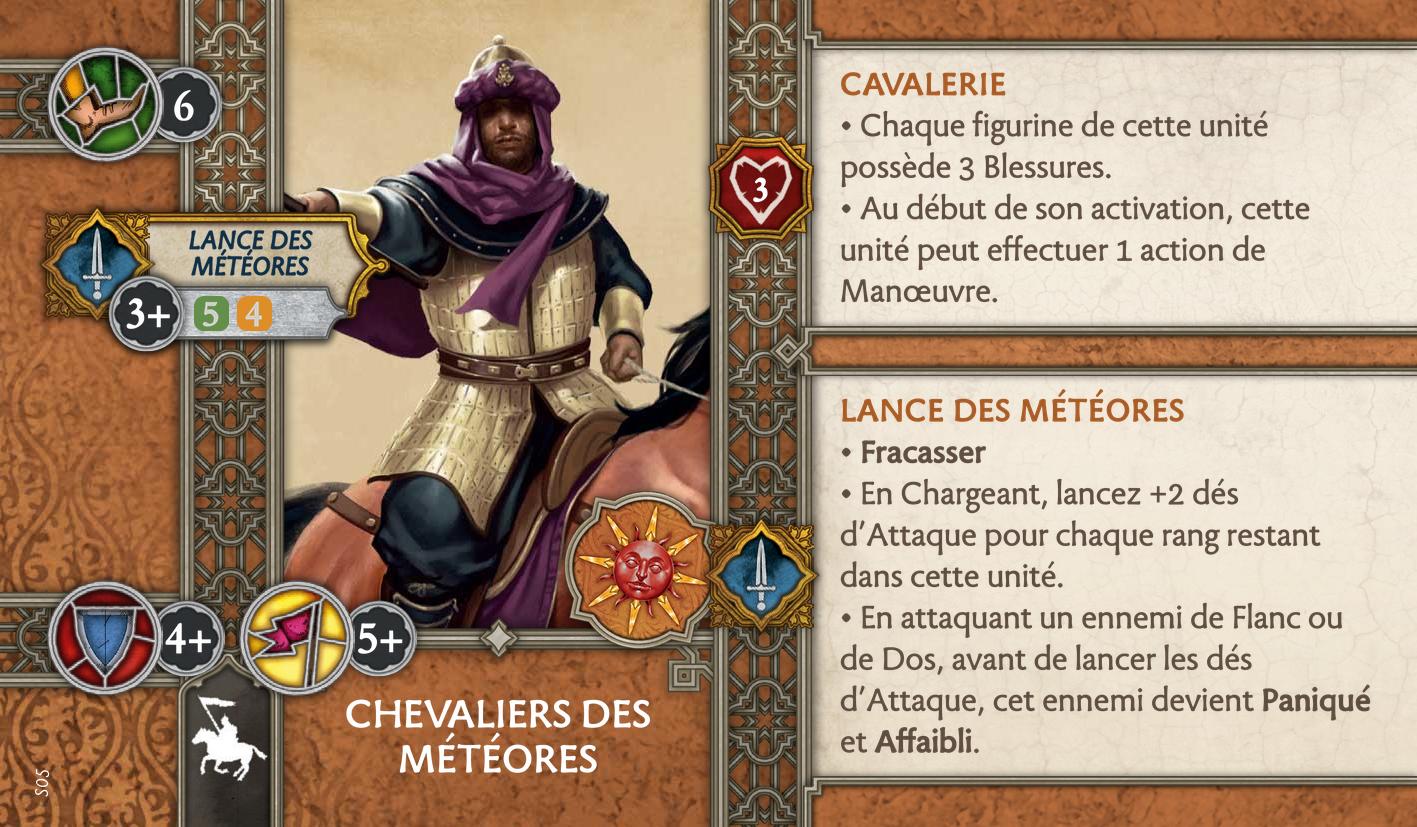 6
LANCE DES
MÉTÉORES
3+ 5 4
4+ 5+
CHEVALIERS DES
MÉTÉORES
S05
3
CAVALERIE
• Chaque figurine de cette unité
possède 3 Blessures.
• Au début de son activation, cette
unité peut effectuer 1 action de
Manœuvre.
LANCE DES MÉTÉORES
• Fracasser
• En Chargeant, lancez +2 dés
d'Attaque pour chaque rang restant
dans cette unité.
• En attaquant un ennemi de Flanc ou
de Dos, avant de lancer les dés
d'Attaque, cet ennemi devient Paniqué
et Affaibli.